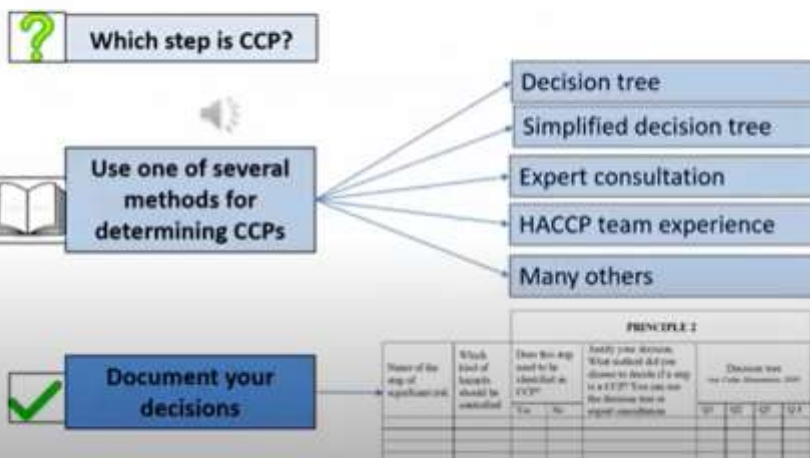 Which step is CCP?
Use one of several
methods for
determining CCPs
Decision tree
Simplified decision tree
Expert consultation
HACCP team experience
Many others
Document your
decisions
PRINCIPLE 2
Name of the
step of
significant risk
Which
kind of
hazards
should be
controlled
Does this step
need to be
identified as
CCP?
Yes No
Justify your decision.
What method did you
choose to decide if a step
is a CCP? You can use
the decision tree or
expert consultation
Decision tree
Q1 Q2 Q3 Q4